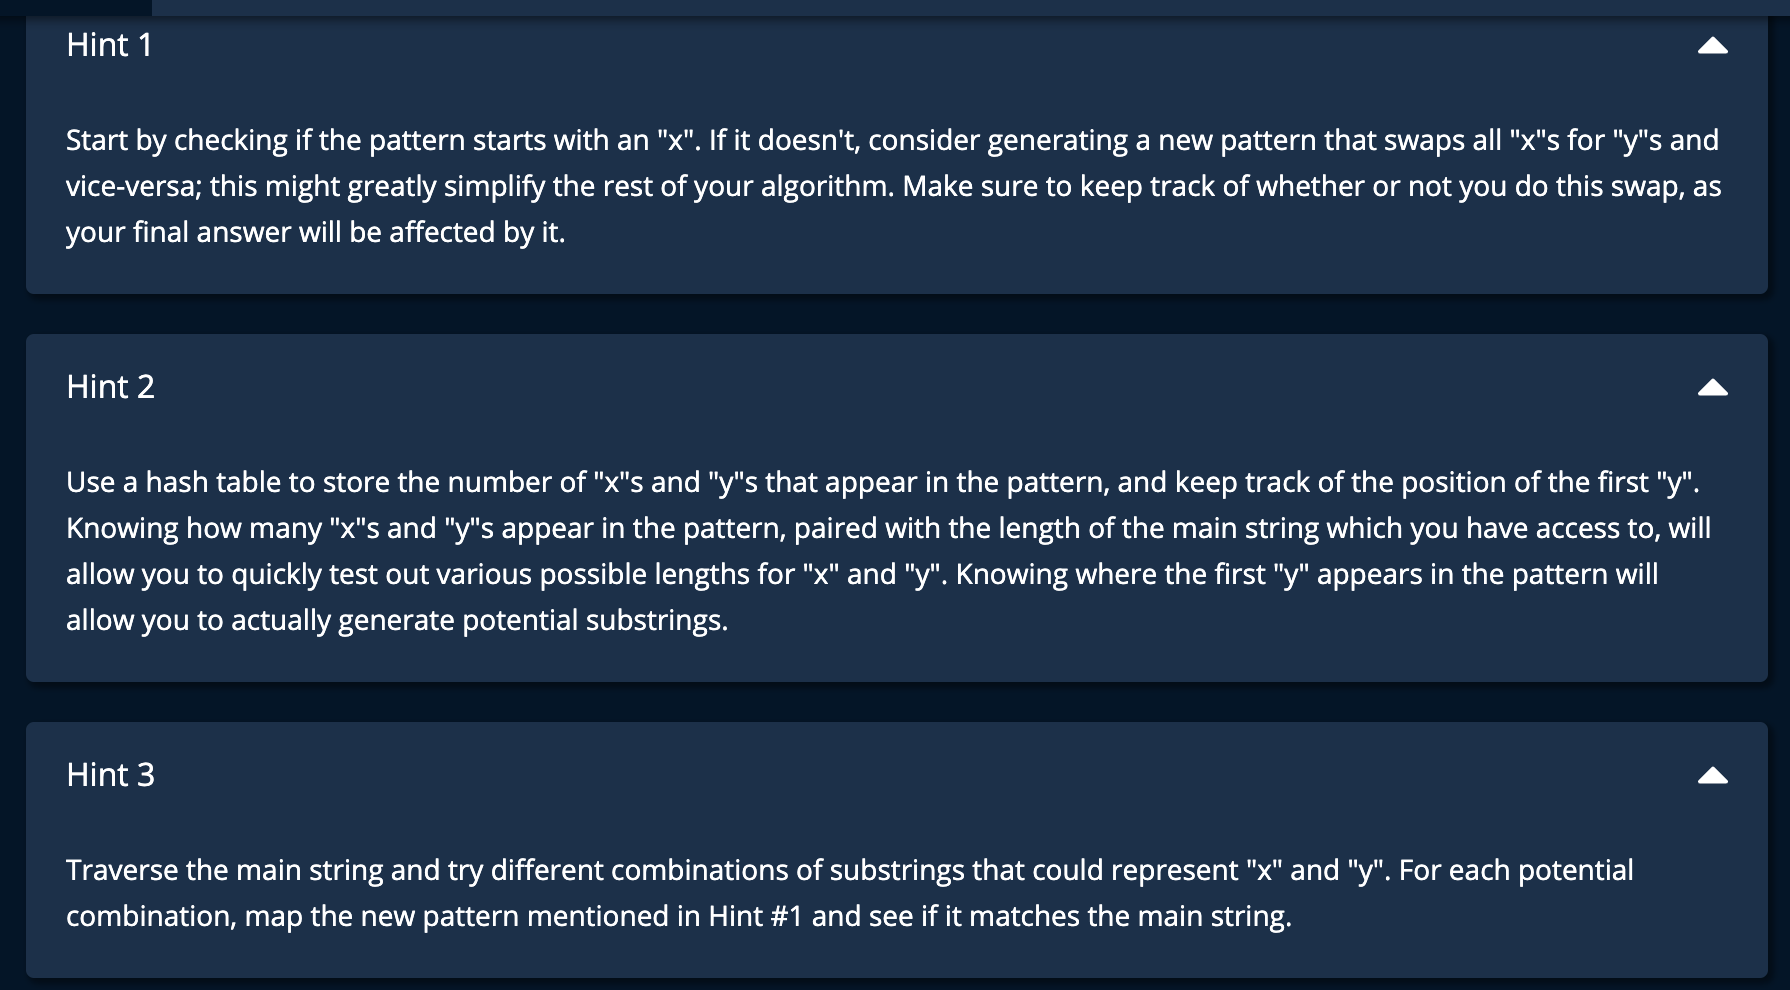 Hint 1
Start by checking if the pattern starts with an "x". If it doesn't, consider generating a new pattern that swaps all "x"s for "y"s and
vice-versa; this might greatly simplify the rest of your algorithm. Make sure to keep track of whether or not you do this swap, as
your final answer will be affected by it.
Hint 2
Use a hash table to store the number of "x"s and "y"s that appear in the pattern, and keep track of the position of the first "y".
Knowing how many "x"s and "y"s appear in the pattern, paired with the length of the main string which you have access to, will
allow you to quickly test out various possible lengths for "x" and "y". Knowing where the first "y" appears in the pattern will
allow you to actually generate potential substrings.
Hint 3
Traverse the main string and try different combinations of substrings that could represent "x" and "y". For each potential
combination, map the new pattern mentioned in Hint #1 and see if it matches the main string.